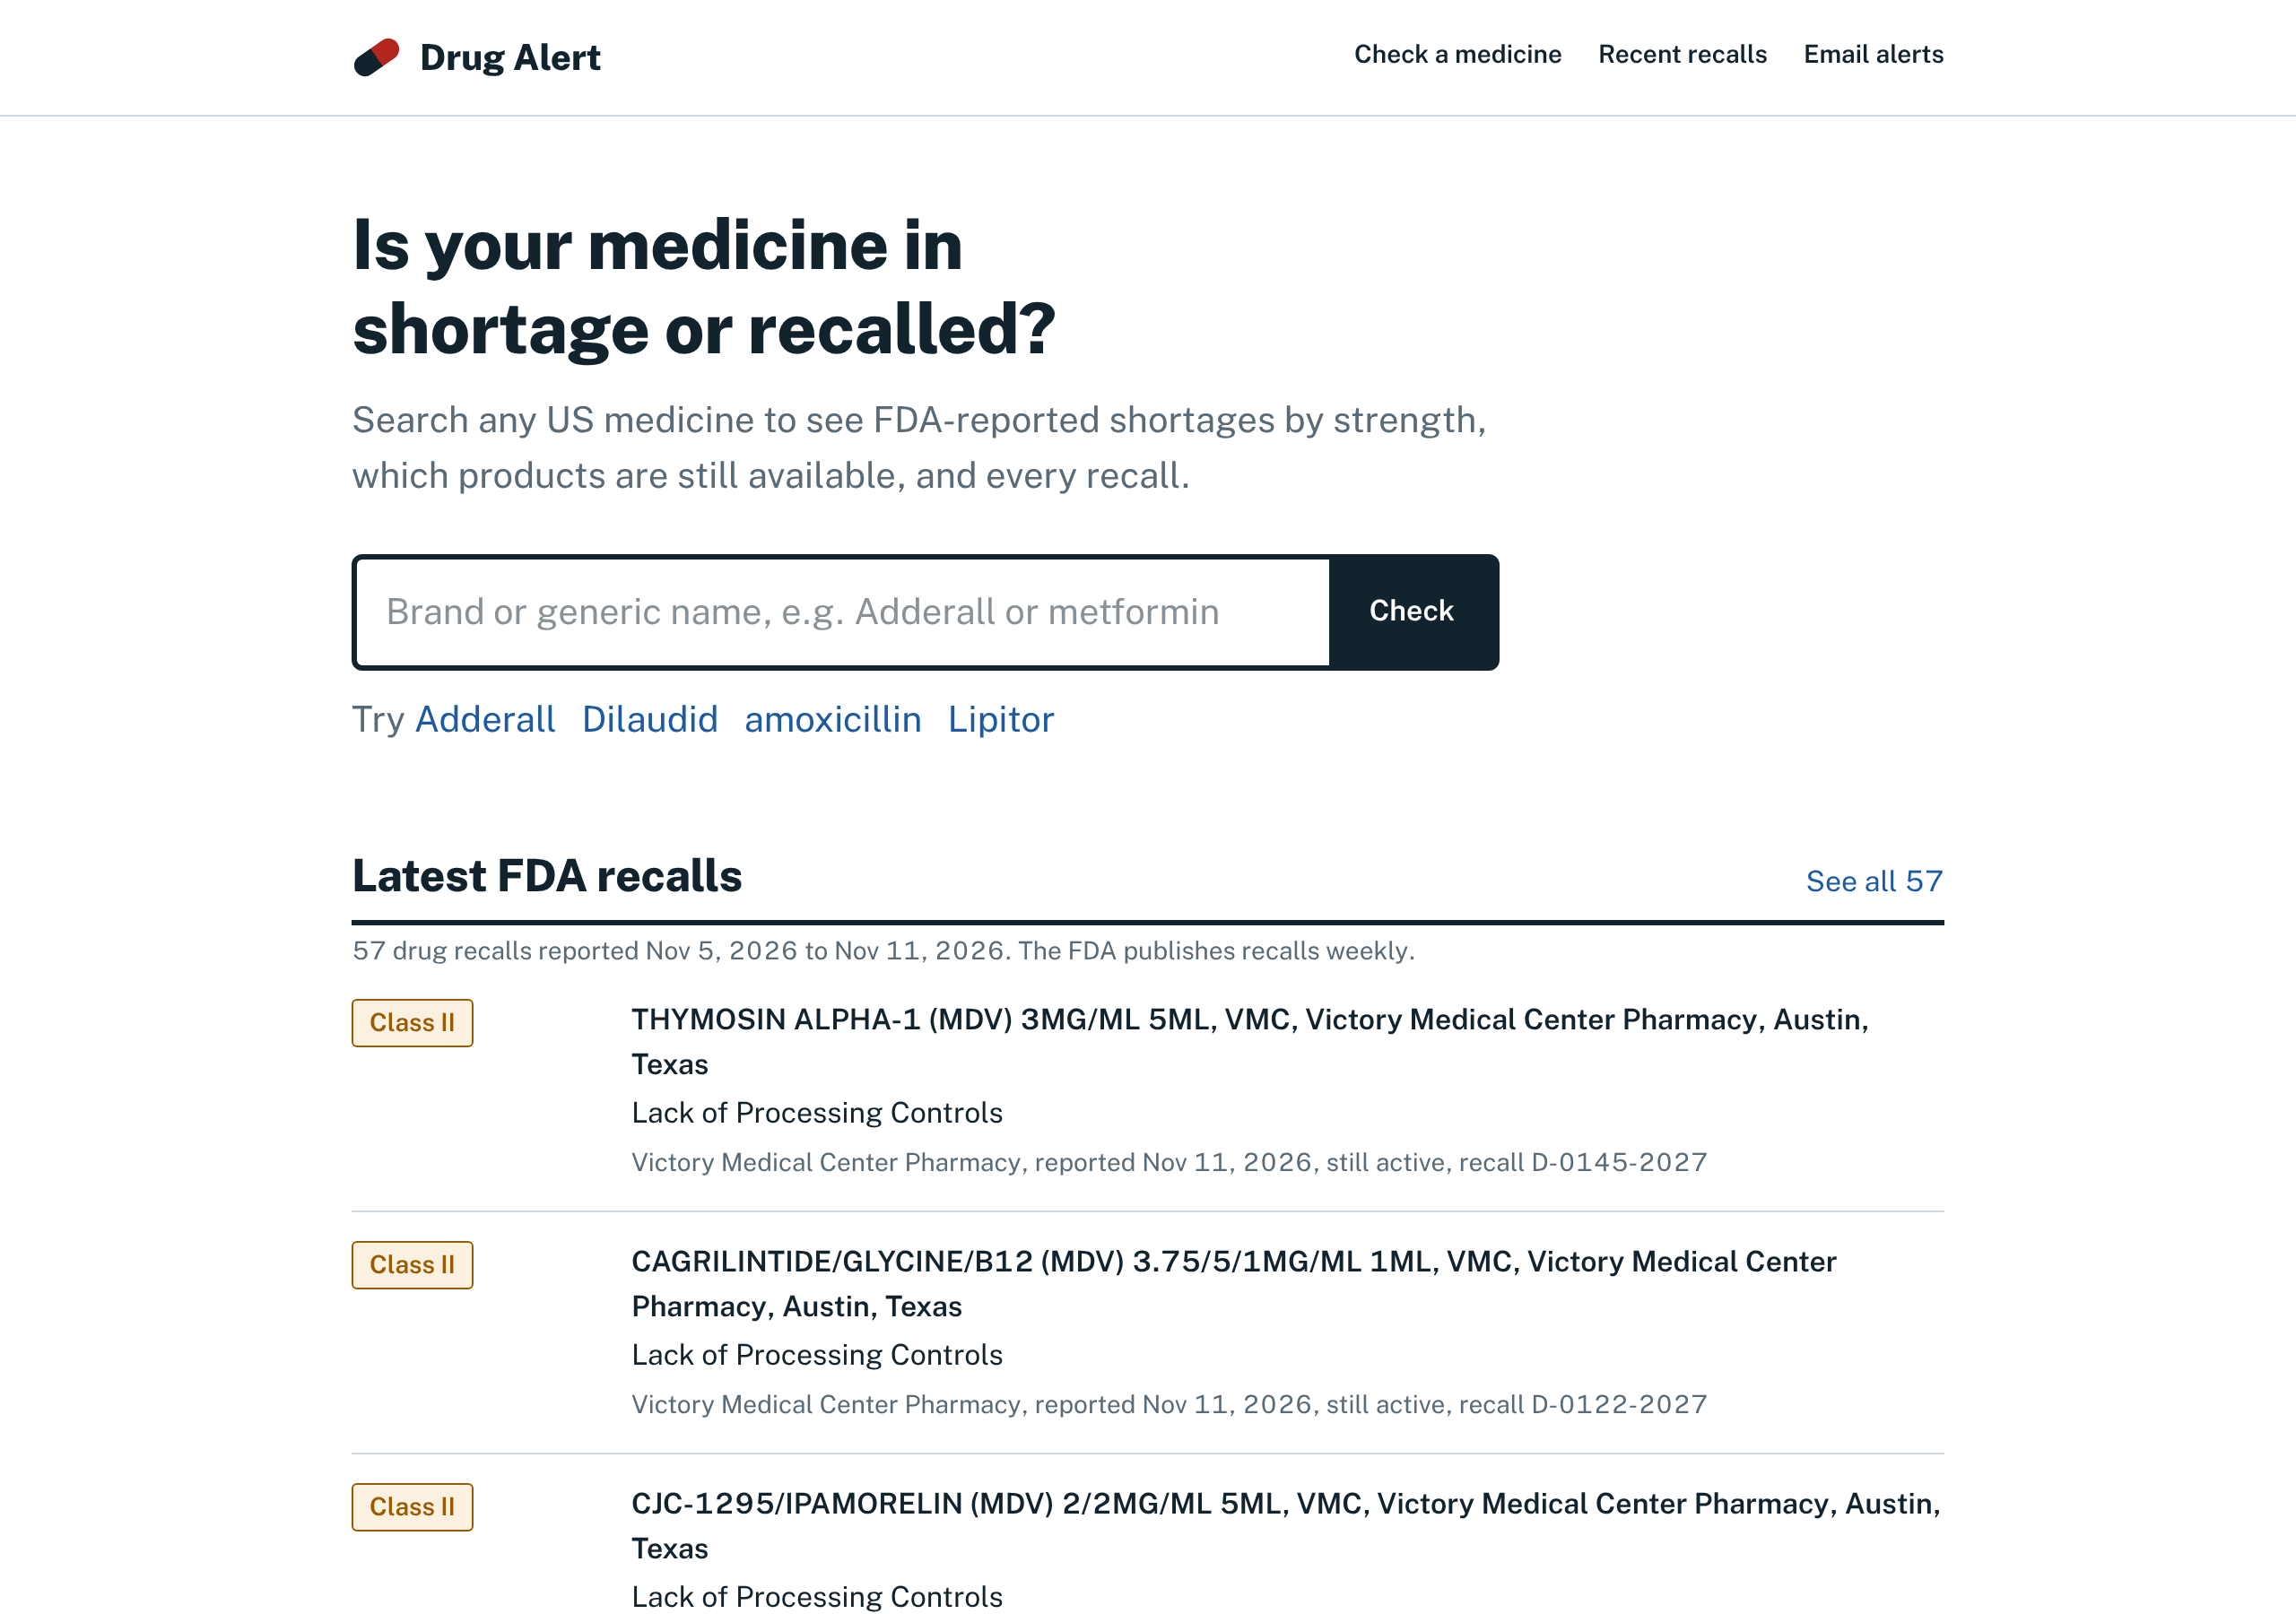 Drug Alert
Check a medicine
Recent recalls
Email alerts
Is your medicine in
shortage or recalled?
Search any US medicine to see FDA-reported shortages by strength,
which products are still available, and every recall.
Brand or generic name, e.g. Adderall or metformin
Check
Try Adderall Dilaudid amoxicillin Lipitor
Latest FDA recalls
See all 57
57 drug recalls reported Nov 5, 2026 to Nov 11, 2026. The FDA publishes recalls weekly.
Class II
THYMOSIN ALPHA-1 (MDV) 3MG/ML 5ML, VMC, Victory Medical Center Pharmacy, Austin,
Texas
Lack of Processing Controls
Victory Medical Center Pharmacy, reported Nov 11, 2026, still active, recall D-0145-2027
Class II
CAGRILINTIDE/GLYCINE/B12 (MDV) 3.75/5/1MG/ML 1ML, VMC, Victory Medical Center
Pharmacy, Austin, Texas
Lack of Processing Controls
Victory Medical Center Pharmacy, reported Nov 11, 2026, still active, recall D-0122-2027
Class II
CJC-1295/IPAMORELIN (MDV) 2/2MG/ML 5ML, VMC, Victory Medical Center Pharmacy, Austin,
Texas
Lack of Processing Controls